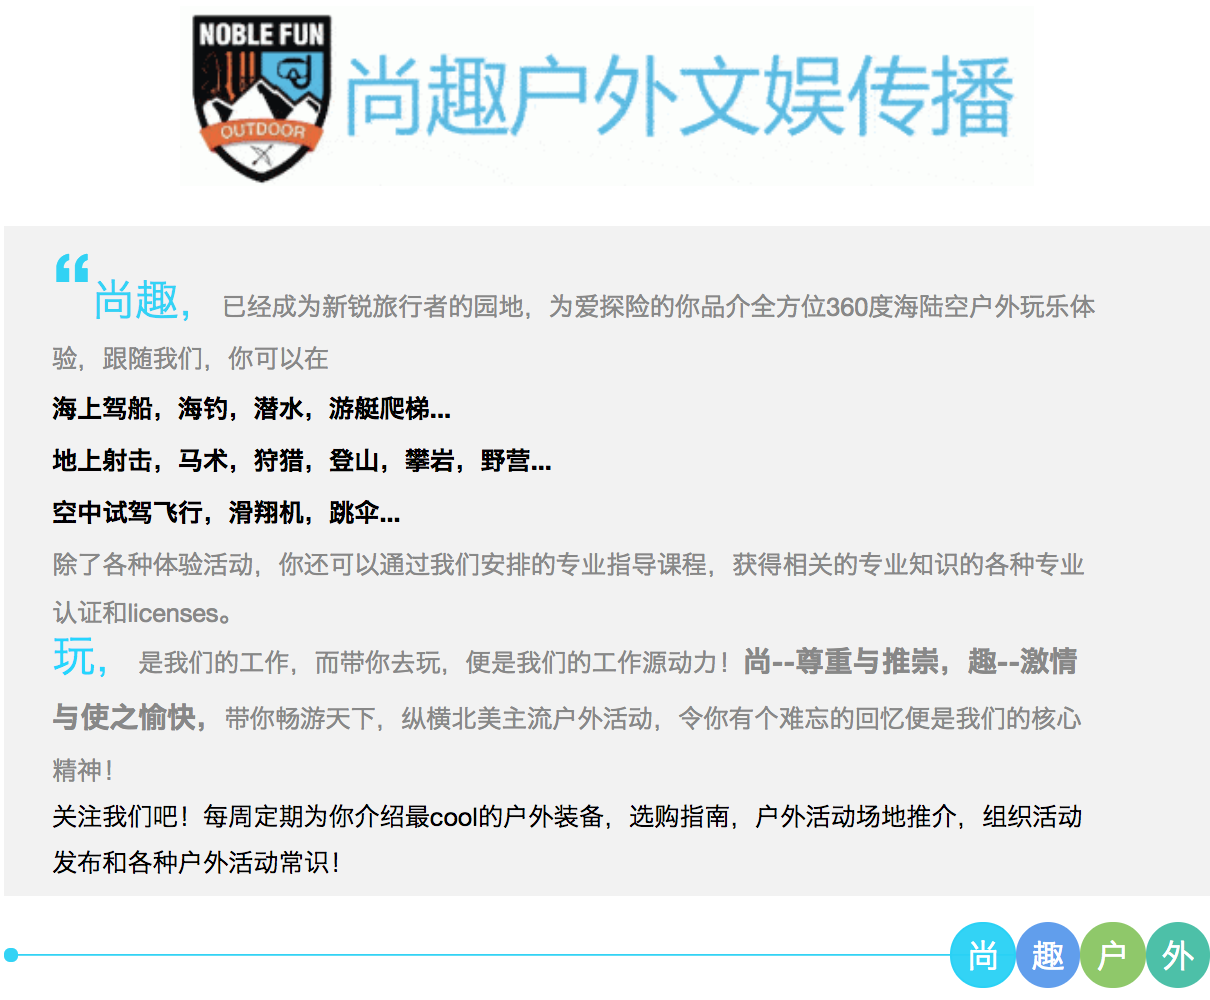 NOBLE FUN
OUTDOOR
尚趣户外文娱传播
“尚趣，已经成为新锐旅行者的园地，为爱探险的你品介全方位360度海陆空户外玩乐体
验，跟随我们，你可以在
海上驾船，海钓，潜水，游艇爬梯...
地上射击，马术，狩猎，登山，攀岩，野营...
空中试驾飞行，滑翔机，跳伞...
除了各种体验活动，你还可以通过我们安排的专业指导课程，获得相关的专业知识的各种专业
认证和licenses。
玩，是我们的工作，而带你去玩，便是我们的工作源动力！尚--尊重与推崇，趣--激情
与使之愉快，带你畅游天下，纵横北美主流户外活动，令你有个难忘的回忆便是我们的核心
精神！
关注我们吧！每周定期为你介绍最cool的户外装备，选购指南，户外活动场地推介，组织活动
发布和各种户外活动常识！
尚趣户外